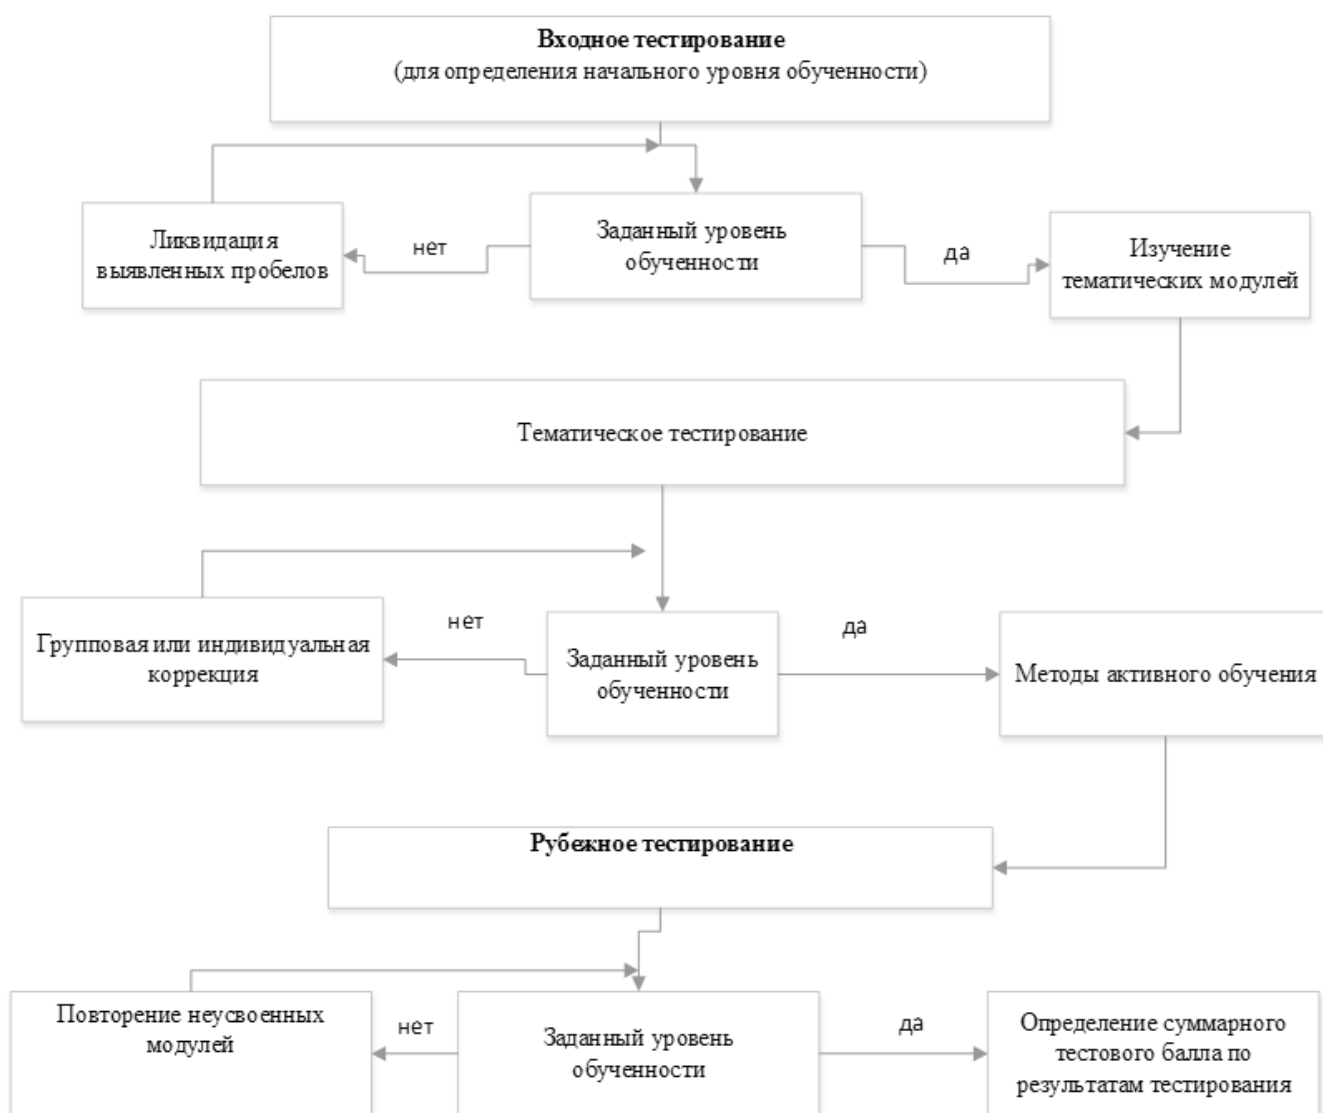 Входное тестирование
(для определения начального уровня обученности)
Ликвидация
выявленных пробелов
нет
Заданный уровень
обученности
да
Изучение
тематических модулей
Тематическое тестирование
Групповая или индивидуальная
коррекция
нет
Заданный уровень
обученности
да
Методы активного обучения
Рубежное тестирование
Повторение неусвоенных
модулей
нет
Заданный уровень
обученности
да
Определение суммарного
тестового балла по
результатам тестирования